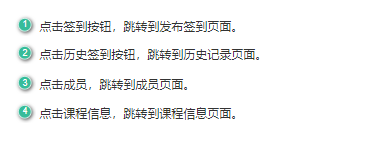 1 点击签到按钮，跳转到发布签到页面。
2 点击历史签到按钮，跳转到历史记录页面。
3 点击成员，跳转到成员页面。
4 点击课程信息，跳转到课程信息页面。